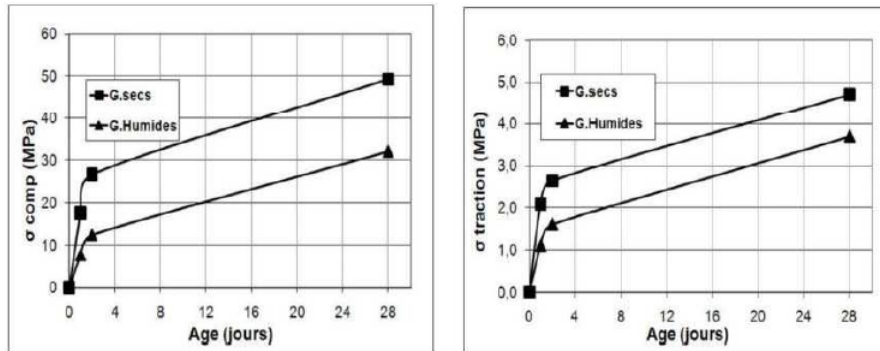 σ comp (MPa)
60
50
40
30
20
10
0
G.secs
G.Humides
0 4 8 12 16 20 24 28
Age (jours)
σ traction (MPa)
6,0
5,0
4,0
3,0
2,0
1,0
0,0
G.secs
G.Humides
0 4 8 12 16 20 24 28
Age (jours)